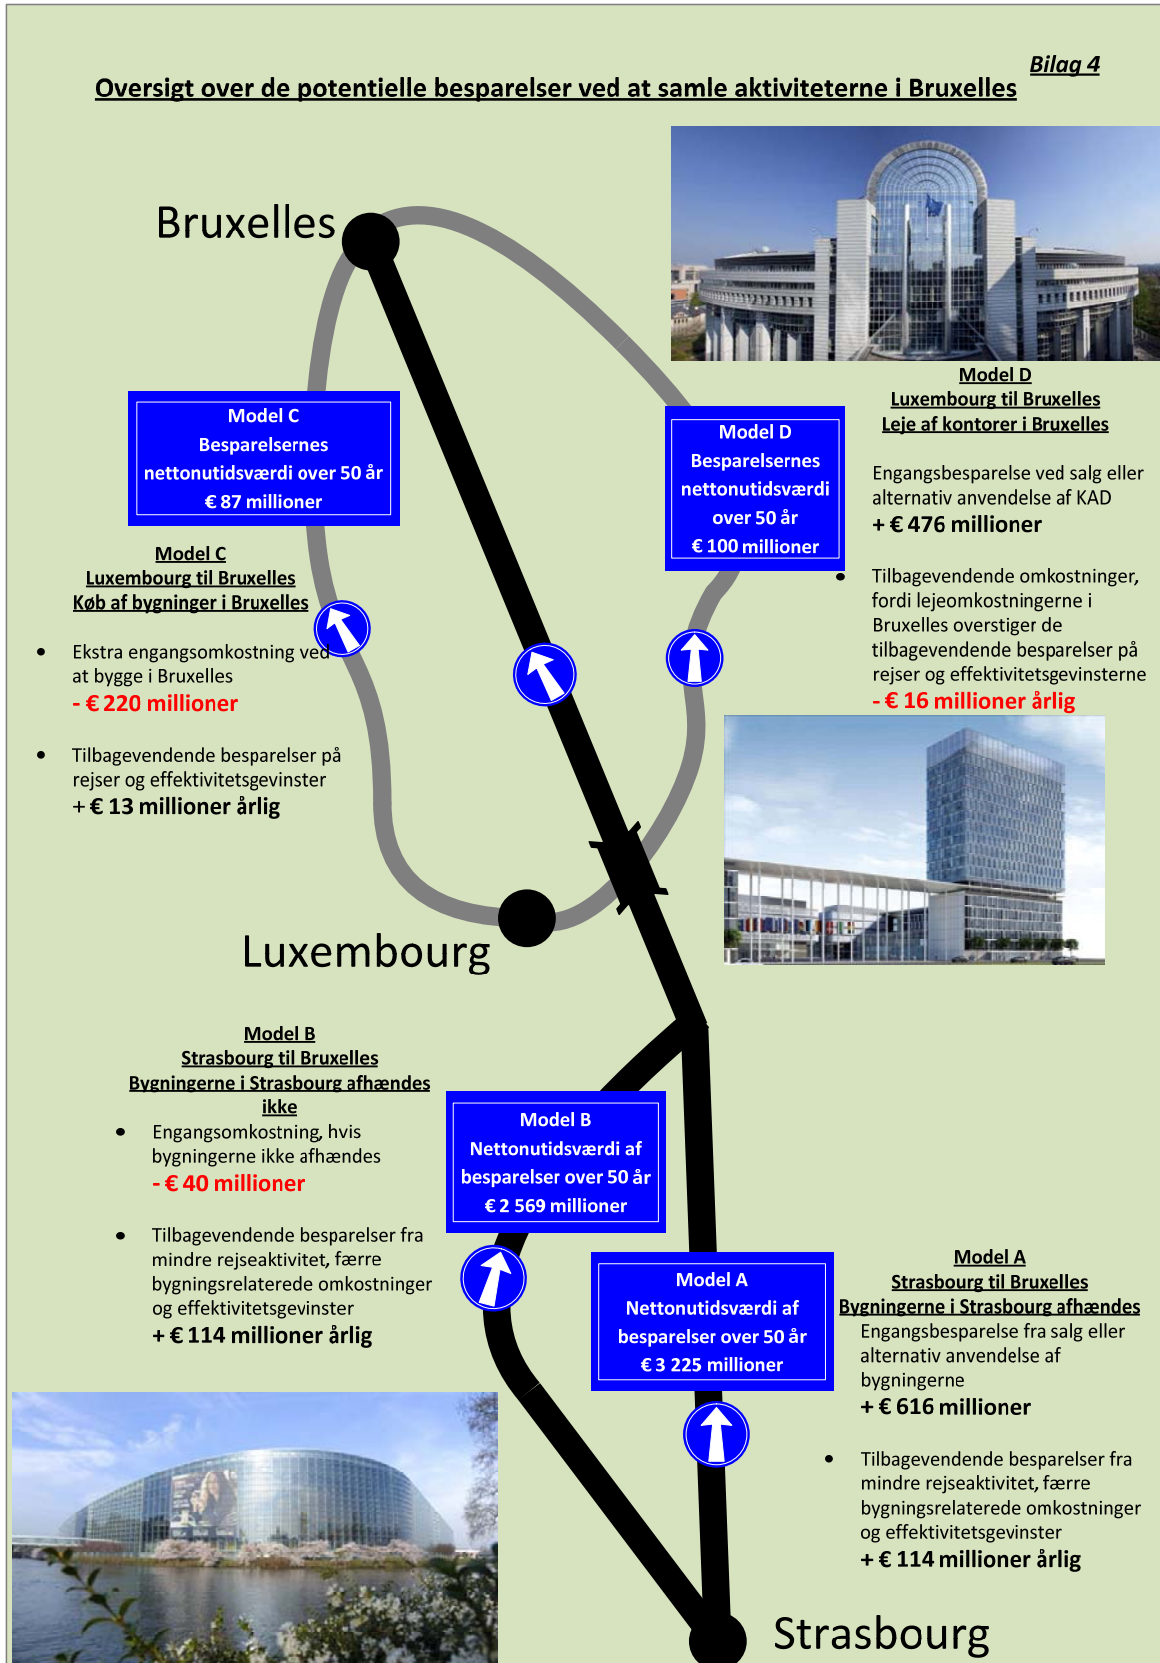 Bilag 4
Oversigt over de potentielle besparelser ved at samle aktiviteterne i Bruxelles
Bruxelles
Model D
Luxembourg til Bruxelles
Leje af kontorer i Bruxelles
Engangsbesparelse ved salg eller
alternativ anvendelse af KAD
+ € 476 millioner
• Tilbagevendende omkostninger,
fordi lejeomkostningerne i
Bruxelles overstiger de
tilbagevendende besparelser på
rejser og effektivitetsgevinsterne
- € 16 millioner årlig
Model C
Besparelsernes
nettonutidsværdi over 50 år
€ 87 millioner
Model D
Besparelsernes
nettonutidsværdi
over 50 år
€ 100 millioner
Model C
Luxembourg til Bruxelles
Køb af bygninger i Bruxelles
• Ekstra engangsomkostning ved
at bygge i Bruxelles
- € 220 millioner
• Tilbagevendende besparelser på
rejser og effektivitetsgevinster
+ € 13 millioner årlig
Luxembourg
Model B
Strasbourg til Bruxelles
Bygningerne i Strasbourg afhændes
ikke
• Engangsomkostning, hvis
bygningerne ikke afhændes
- € 40 millioner
• Tilbagevendende besparelser fra
mindre rejseaktivitet, færre
bygningsrelaterede omkostninger
og effektivitetsgevinster
+ € 114 millioner årlig
Model B
Nettonutidsværdi af
besparelser over 50 år
€ 2 569 millioner
Model A
Nettonutidsværdi af
besparelser over 50 år
€ 3 225 millioner
Model A
Strasbourg til Bruxelles
Bygningerne i Strasbourg afhændes
Engangsbesparelse fra salg eller
alternativ anvendelse af
bygningerne
+ € 616 millioner
• Tilbagevendende besparelser fra
mindre rejseaktivitet, færre
bygningsrelaterede omkostninger
og effektivitetsgevinster
+ € 114 millioner årlig
Strasbourg